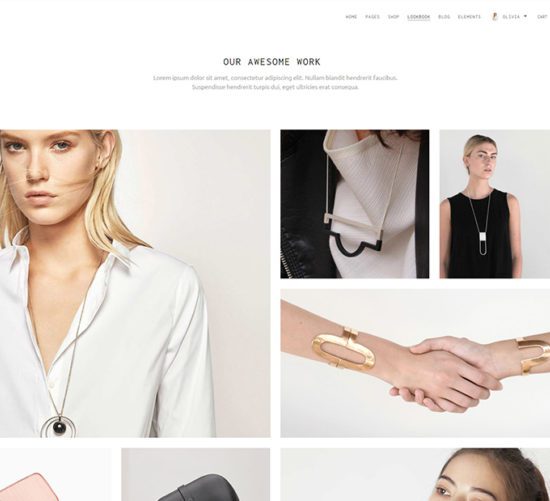 HOME PAGES SHOP LOOKBOOK BLOG ELEMENTS OLIVIA CART
OUR AWESOME WORK
Lorem ipsum dolor sit amet, consectetur adipiscing elit. Nullam blandit hendrerit faucibus.
Suspendisse hendrerit turpis dui, eget ultricies erat consequa.